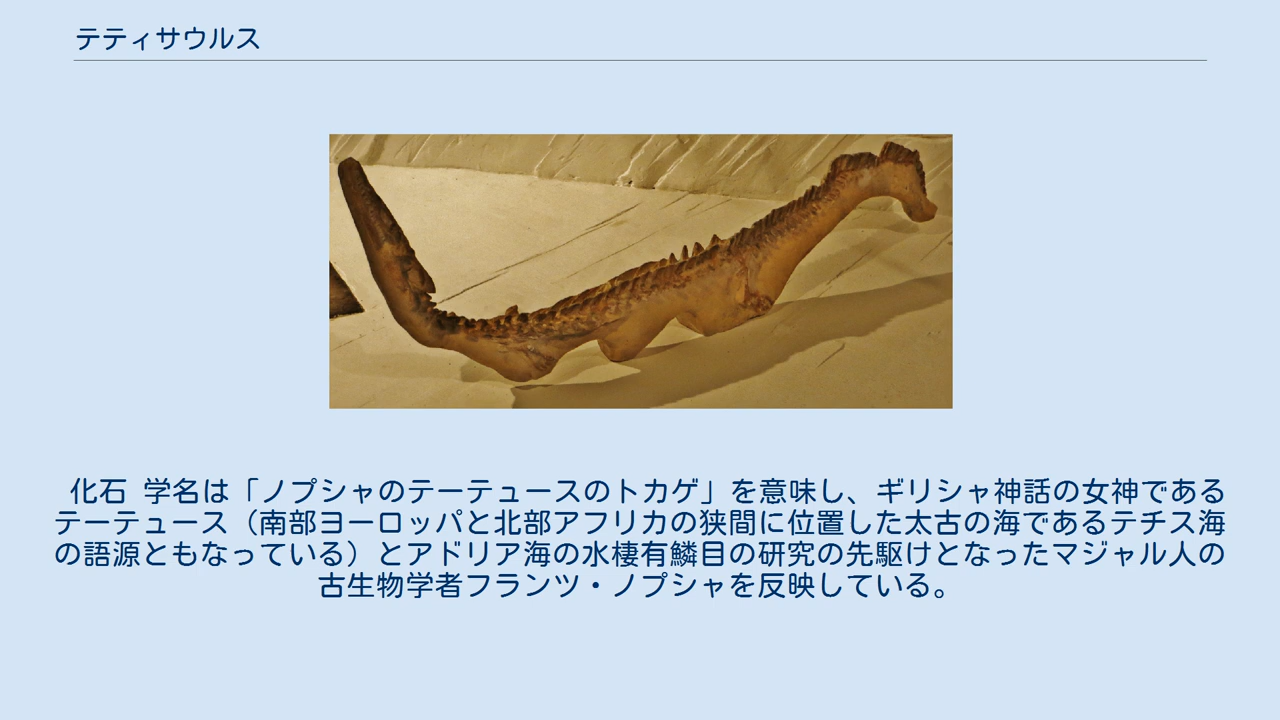 テティサウルス
化石 学名は「ノプシャのテーテュースのトカゲ」を意味し、ギリシャ神話の女神である
テーテュース（南部ヨーロッパと北部アフリカの狭間に位置した太古の海であるテチス海
の語源ともなっている）とアドリア海の水棲有鱗目の研究の先駆けとなったマジャル人の
古生物学者フランツ・ノプシャを反映している。